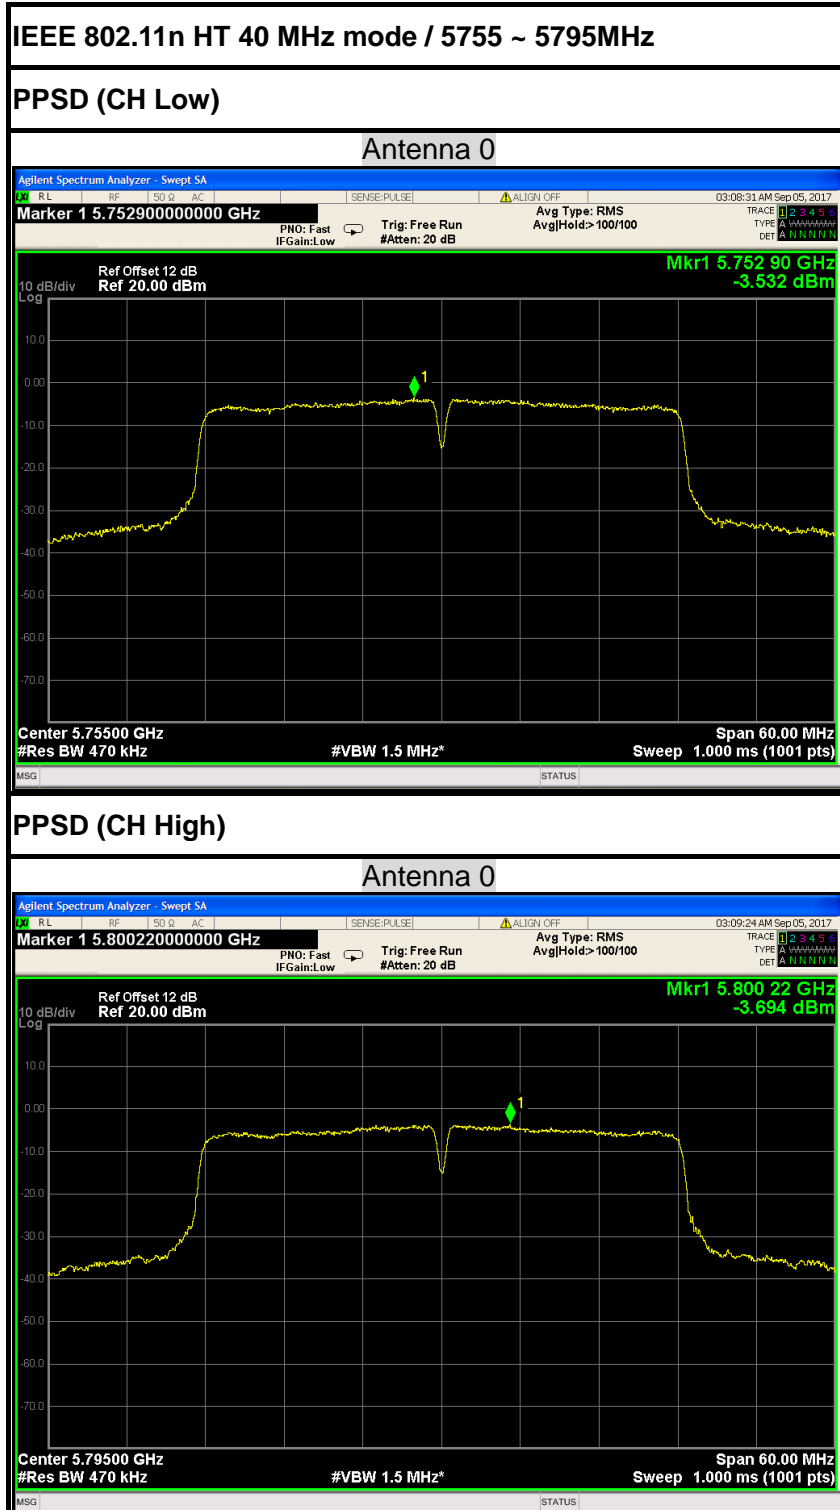 IEEE 802.11n HT 40 MHz mode / 5755 ~ 5795MHz
PPSD (CH Low)
Antenna 0
Agilent Spectrum Analyzer - Swept SA
LXI RL RF 50 Ω AC SENSE:PULSE ALIGN OFF 03:08:31 AM Sep 05, 2017
Marker 1 5.752900000000 GHz
PNO: Fast
IFGain:Low
Trig: Free Run
#Atten: 20 dB
Avg Type: RMS
Avg|Hold:>100/100
TRACE 1 2 3 4 5 6
TYPE A WWWWW
DET A N N N N N
Mkr1 5.752 90 GHz
-3.532 dBm
Ref Offset 12 dB
10 dB/div Ref 20.00 dBm
Log
1
10.0
0.00
-10.0
-20.0
-30.0
-40.0
-50.0
-60.0
-70.0
Center 5.75500 GHz Span 60.00 MHz
#Res BW 470 kHz #VBW 1.5 MHz* Sweep 1.000 ms (1001 pts)
MSG STATUS
PPSD (CH High)
Antenna 0
Agilent Spectrum Analyzer - Swept SA
LXI RL RF 50 Ω AC SENSE:PULSE ALIGN OFF 03:09:24 AM Sep 05, 2017
Marker 1 5.800220000000 GHz
PNO: Fast
IFGain:Low
Trig: Free Run
#Atten: 20 dB
Avg Type: RMS
Avg|Hold:>100/100
TRACE 1 2 3 4 5 6
TYPE A WWWWW
DET A N N N N N
Mkr1 5.800 22 GHz
-3.694 dBm
Ref Offset 12 dB
10 dB/div Ref 20.00 dBm
Log
1
10.0
0.00
-10.0
-20.0
-30.0
-40.0
-50.0
-60.0
-70.0
Center 5.79500 GHz Span 60.00 MHz
#Res BW 470 kHz #VBW 1.5 MHz* Sweep 1.000 ms (1001 pts)
MSG STATUS